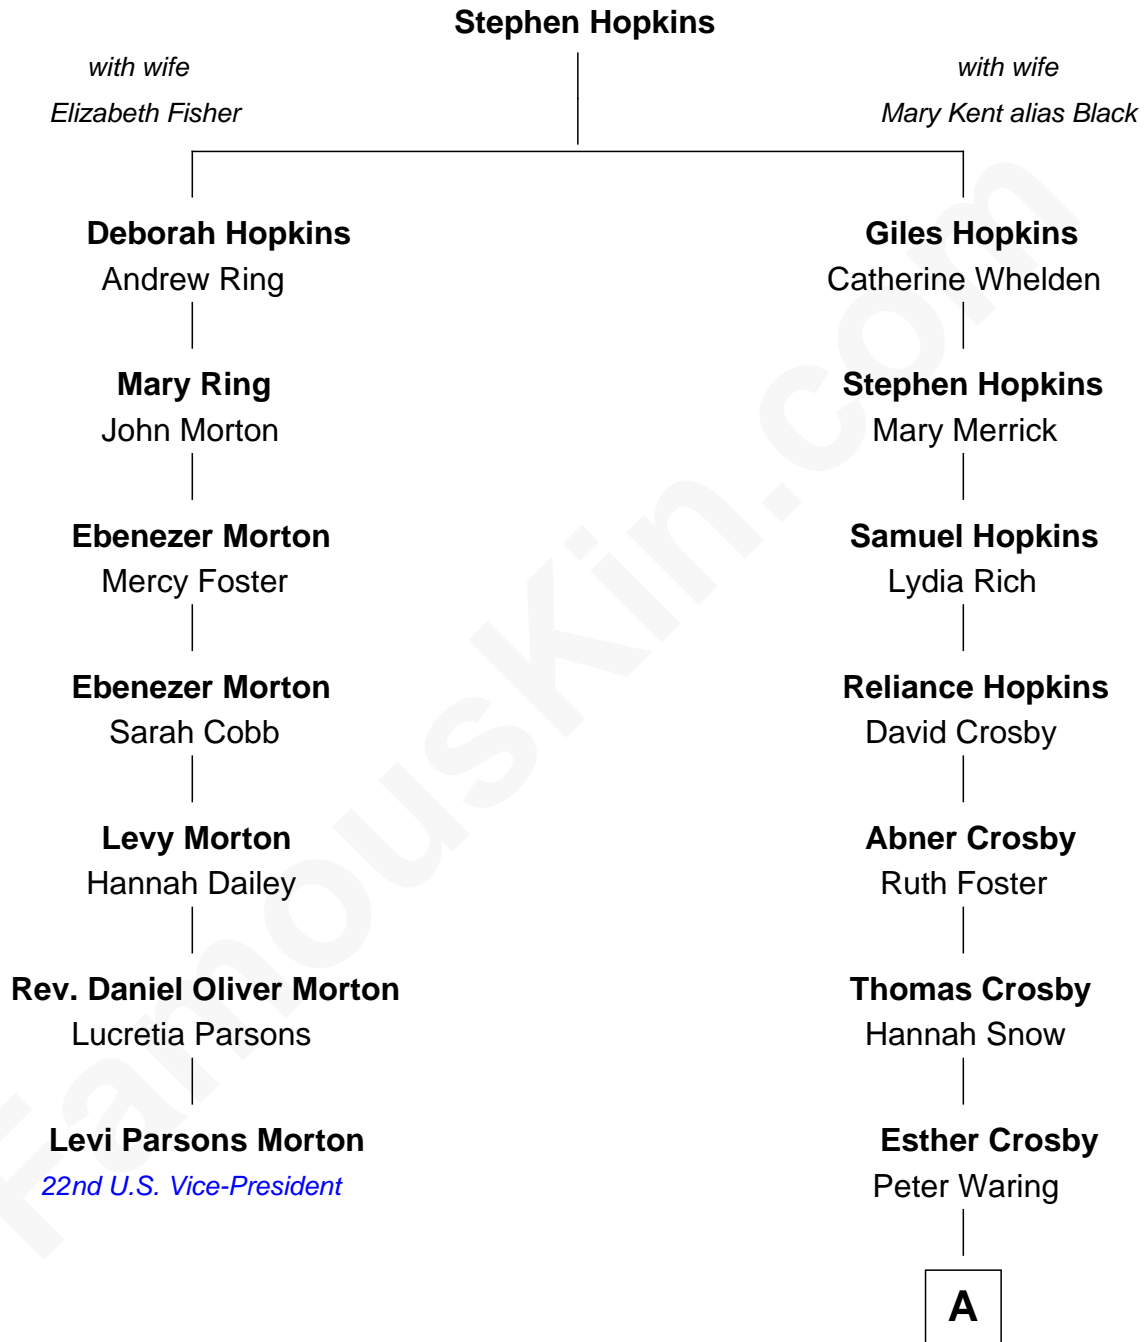 Stephen Hopkins
with wife
Elizabeth Fisher
with wife
Mary Kent alias Black
Deborah Hopkins
Andrew Ring
Giles Hopkins
Catherine Whelden
Mary Ring
John Morton
Stephen Hopkins
Mary Merrick
Ebenezer Morton
Mercy Foster
Samuel Hopkins
Lydia Rich
Ebenezer Morton
Sarah Cobb
Reliance Hopkins
David Crosby
Levy Morton
Hannah Dailey
Abner Crosby
Ruth Foster
Rev. Daniel Oliver Morton
Lucretia Parsons
Thomas Crosby
Hannah Snow
Levi Parsons Morton
22nd U.S. Vice-President
Esther Crosby
Peter Waring
A
FamousKin.com